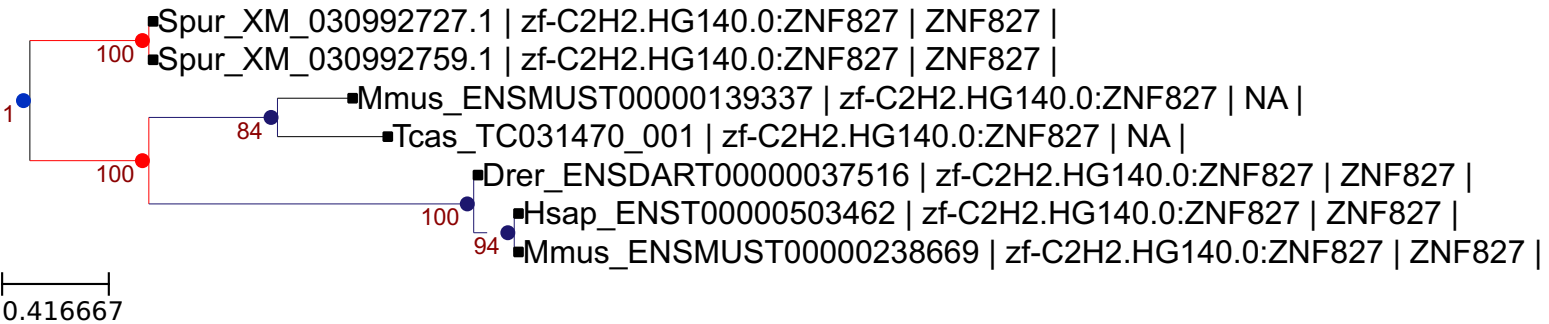 Spur_XM_030992727.1 | zf-C2H2.HG140.0:ZNF827 | ZNF827 |
100
Spur_XM_030992759.1 | zf-C2H2.HG140.0:ZNF827 | ZNF827 |
Mmus_ENSMUST00000139337 | zf-C2H2.HG140.0:ZNF827 | NA |
1
84
Tcas_TC031470_001 | zf-C2H2.HG140.0:ZNF827 | NA |
100
Drer_ENSDART00000037516 | zf-C2H2.HG140.0:ZNF827 | ZNF827 |
100
Hsap_ENST00000503462 | zf-C2H2.HG140.0:ZNF827 | ZNF827 |
94
Mmus_ENSMUST00000238669 | zf-C2H2.HG140.0:ZNF827 | ZNF827 |
0.416667